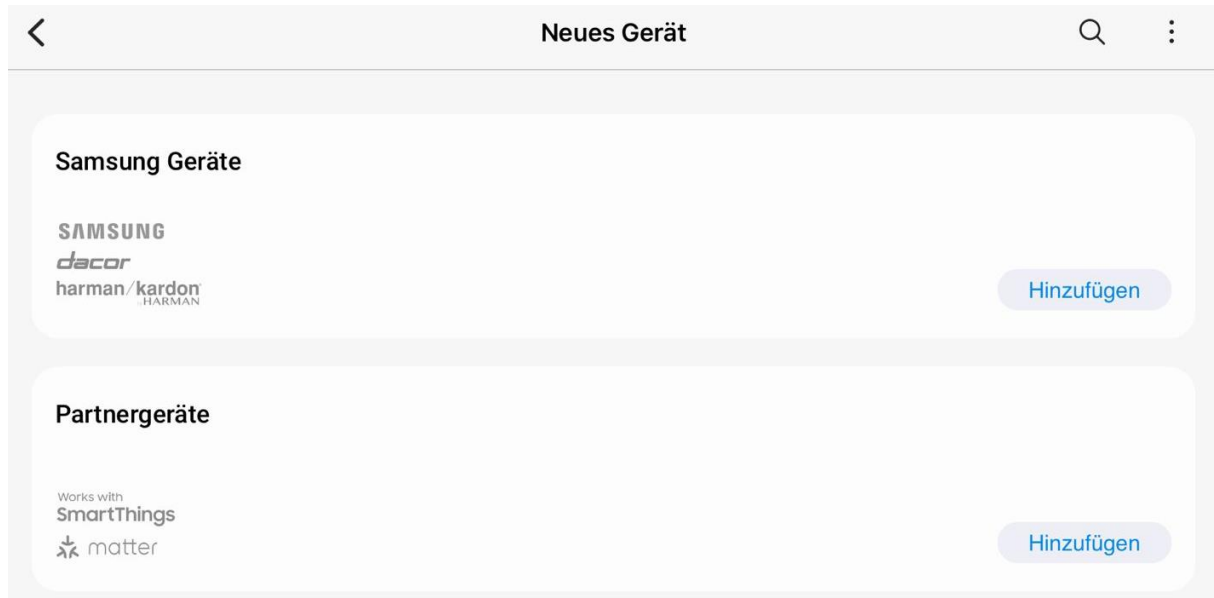 Neues Gerät
Samsung Geräte
SAMSUNG
dacor
harman/kardon
HARMAN
Hinzufügen
Partnergeräte
Works with
SmartThings
matter
Hinzufügen